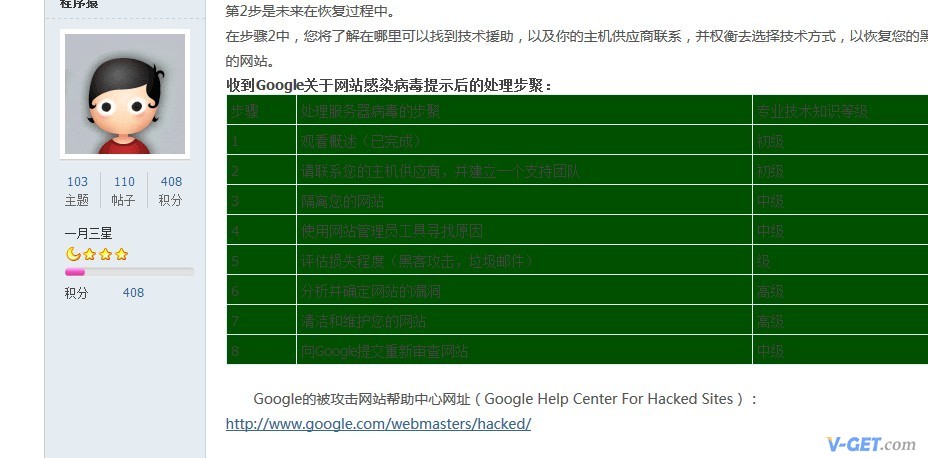 程序猿
103 110 408
主题 帖子 积分
一月三星
积分 408
第2步是未来在恢复过程中。
在步骤2中，您将了解在哪里可以找到技术援助，以及你的主机供应商联系，并权衡去选择技术方式，以恢复您的黑
的网站。
收到Google关于网站感染病毒提示后的处理步聚：
步骤 处理服务器病毒的步聚 专业技术知识等级
1 观看概述（已完成） 初级
2 请联系您的主机供应商，并建立一个支持团队 初级
3 隔离您的网站 中级
4 使用网站管理员工具寻找原因 中级
5 评估损失程度（黑客攻击，垃圾邮件） 级
6 分析并确定网站的漏洞 高级
7 清洁和维护您的网站 高级
8 向Google提交重新审查网站 中级
Google的被攻击网站帮助中心网址（Google Help Center For Hacked Sites）：
http://www.google.com/webmasters/hacked/
V-GET.com